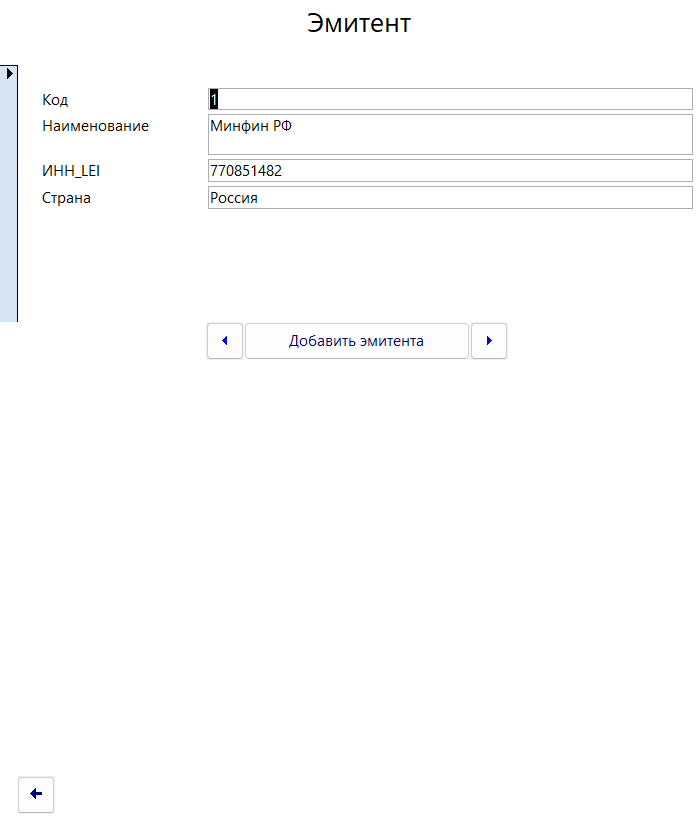 Эмитент
Код 1
Наименование Минфин РФ
ИНН_LEI 770851482
Страна Россия
Добавить эмитента